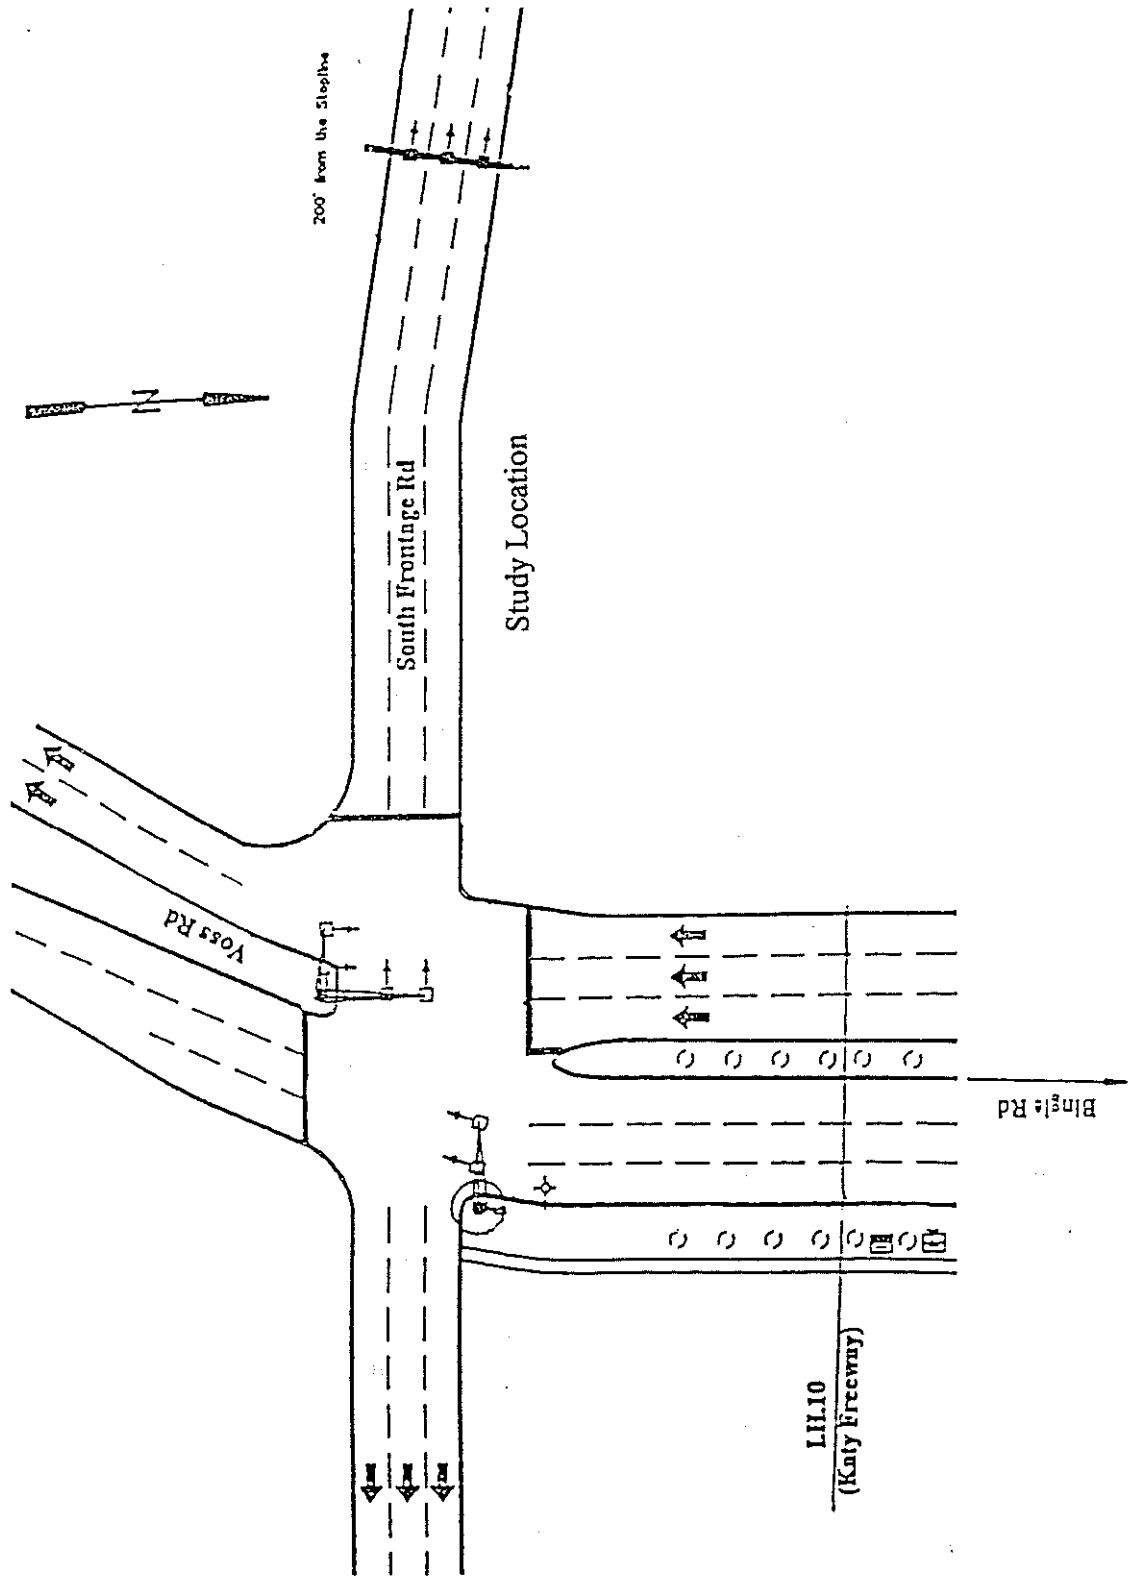 200' from the Stopline
N
South Frontage Rd
Study Location
Voss Rd
Bingle Rd
I.H.10
(Katy Freeway)